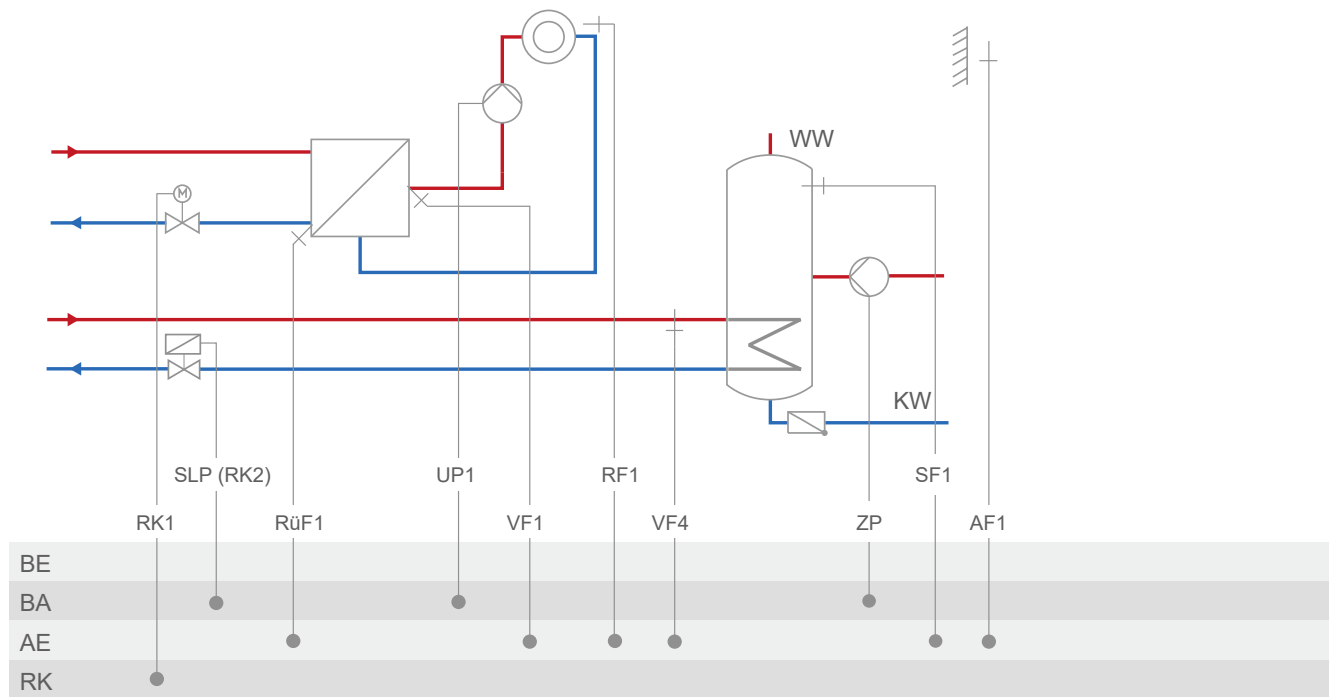 M
WW
KW
SLP (RK2) UP1 RF1 SF1
RK1 RüF1 VF1 VF4 ZP AF1
BE
BA
AE
RK